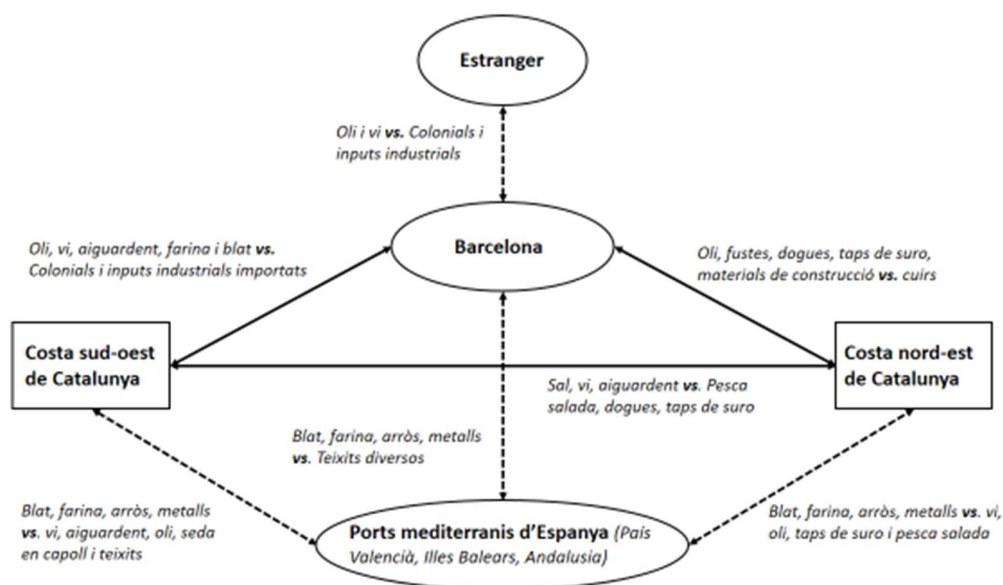 Estranger
Oli i vi vs. Colonials i
inputs industrials
Oli, vi, aiguardent, farina i blat vs.
Colonials i inputs industrials importats
Barcelona
Oli, fustes, dogues, taps de suro,
materials de construcció vs. cuirs
Costa sud-oest
de Catalunya
Costa nord-est
de Catalunya
Sal, vi, aiguardent vs. Pesca
salada, dogues, taps de suro
Blat, farina, arròs, metalls
vs. Teixits diversos
Blat, farina, arròs, metalls
vs. vi, aiguardent, oli, seda
en capoll i teixits
Ports mediterranis d'Espanya (País
Valencià, Illes Balears, Andalusia)
Blat, farina, arròs, metalls vs. vi,
oli, taps de suro i pesca salada